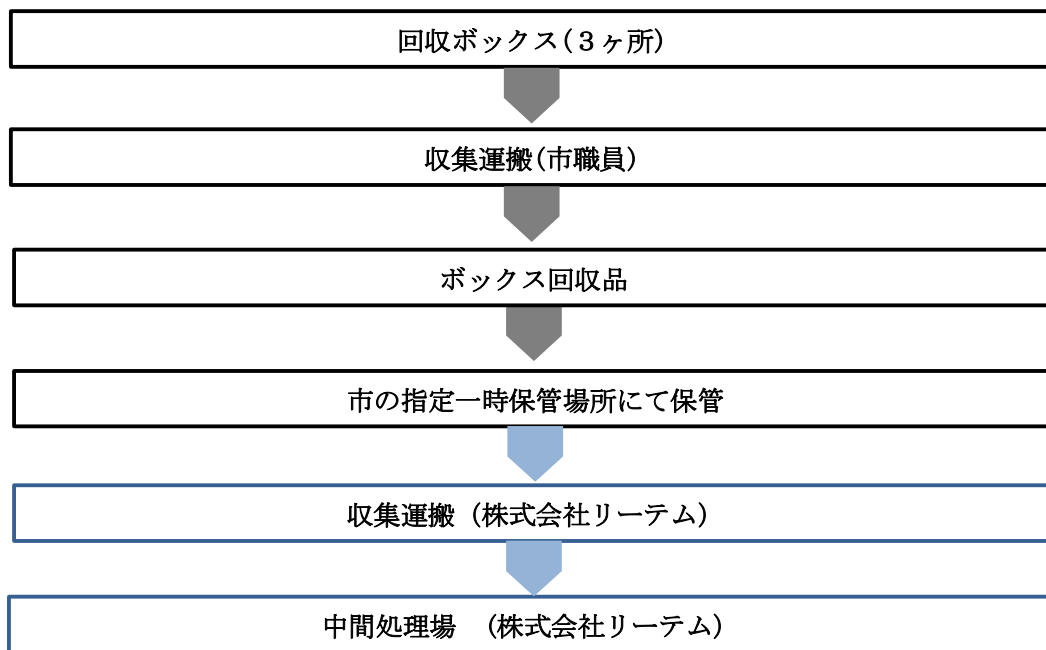 回収ボックス(３ヶ所)
収集運搬(市職員)
ボックス回収品
市の指定一時保管場所にて保管
収集運搬（株式会社リーテム）
中間処理場　（株式会社リーテム）